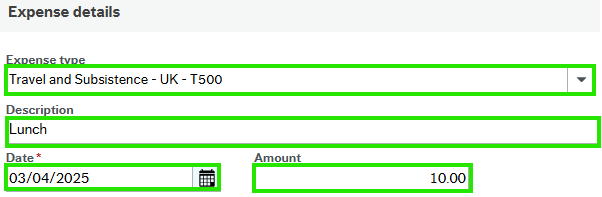 Expense details
Expense type
Travel and Subsistence - UK - T500
Description
Lunch
Date * Amount
03/04/2025 10.00